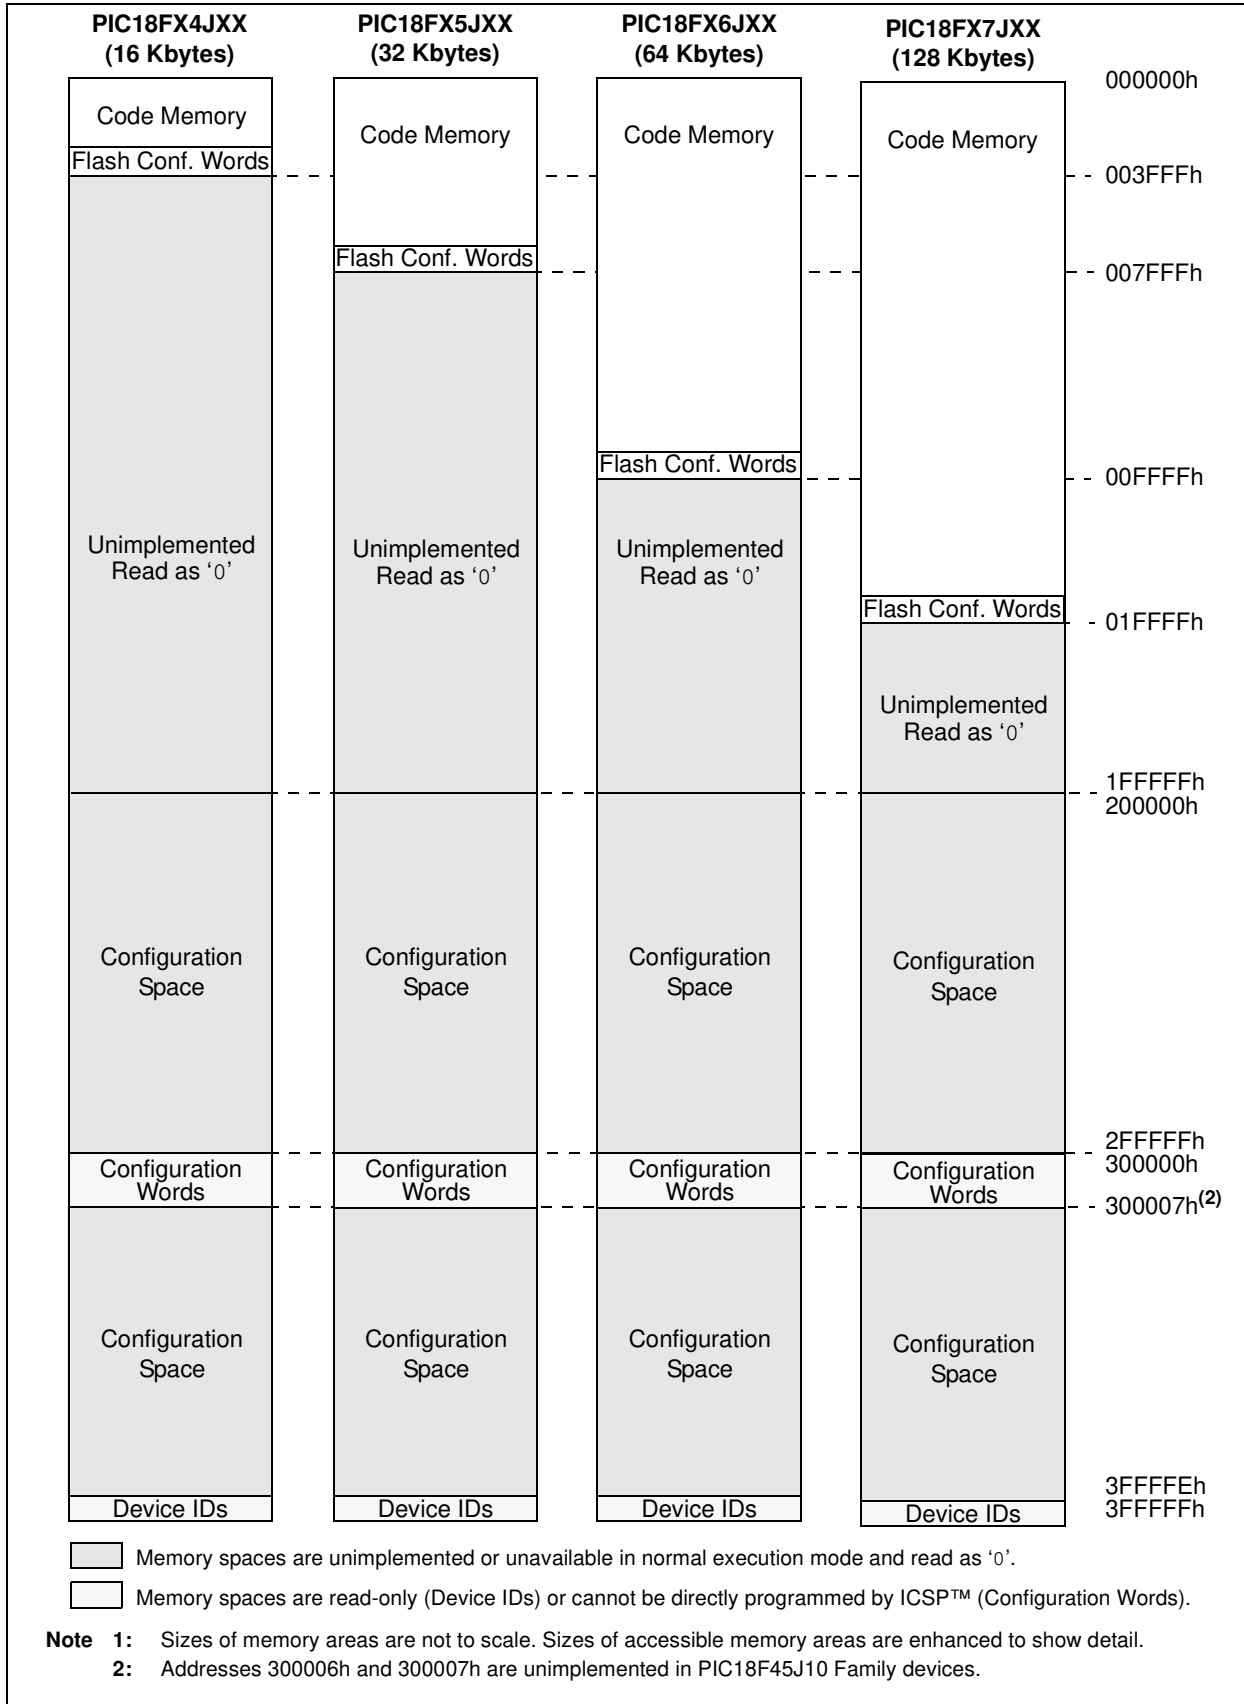 PIC18FX4JXX
(16 Kbytes)
PIC18FX5JXX
(32 Kbytes)
PIC18FX6JXX
(64 Kbytes)
PIC18FX7JXX
(128 Kbytes)
000000h
Code Memory
Code Memory
Code Memory
Code Memory
Flash Conf. Words
003FFFh
Flash Conf. Words
007FFFh
Flash Conf. Words
00FFFFh
Unimplemented
Read as ‘0’
Unimplemented
Read as ‘0’
Unimplemented
Read as ‘0’
Flash Conf. Words
01FFFFh
Unimplemented
Read as ‘0’
1FFFFFh
200000h
Configuration
Space
Configuration
Space
Configuration
Space
Configuration
Space
2FFFFFh
300000h
Configuration
Words
Configuration
Words
Configuration
Words
Configuration
Words
300007h(2)
Configuration
Space
Configuration
Space
Configuration
Space
Configuration
Space
3FFFFEh
3FFFFFh
Device IDs
Device IDs
Device IDs
Device IDs
Memory spaces are unimplemented or unavailable in normal execution mode and read as ‘0’.
Memory spaces are read-only (Device IDs) or cannot be directly programmed by ICSP™ (Configuration Words).
Note 1: Sizes of memory areas are not to scale. Sizes of accessible memory areas are enhanced to show detail.
2: Addresses 300006h and 300007h are unimplemented in PIC18F45J10 Family devices.